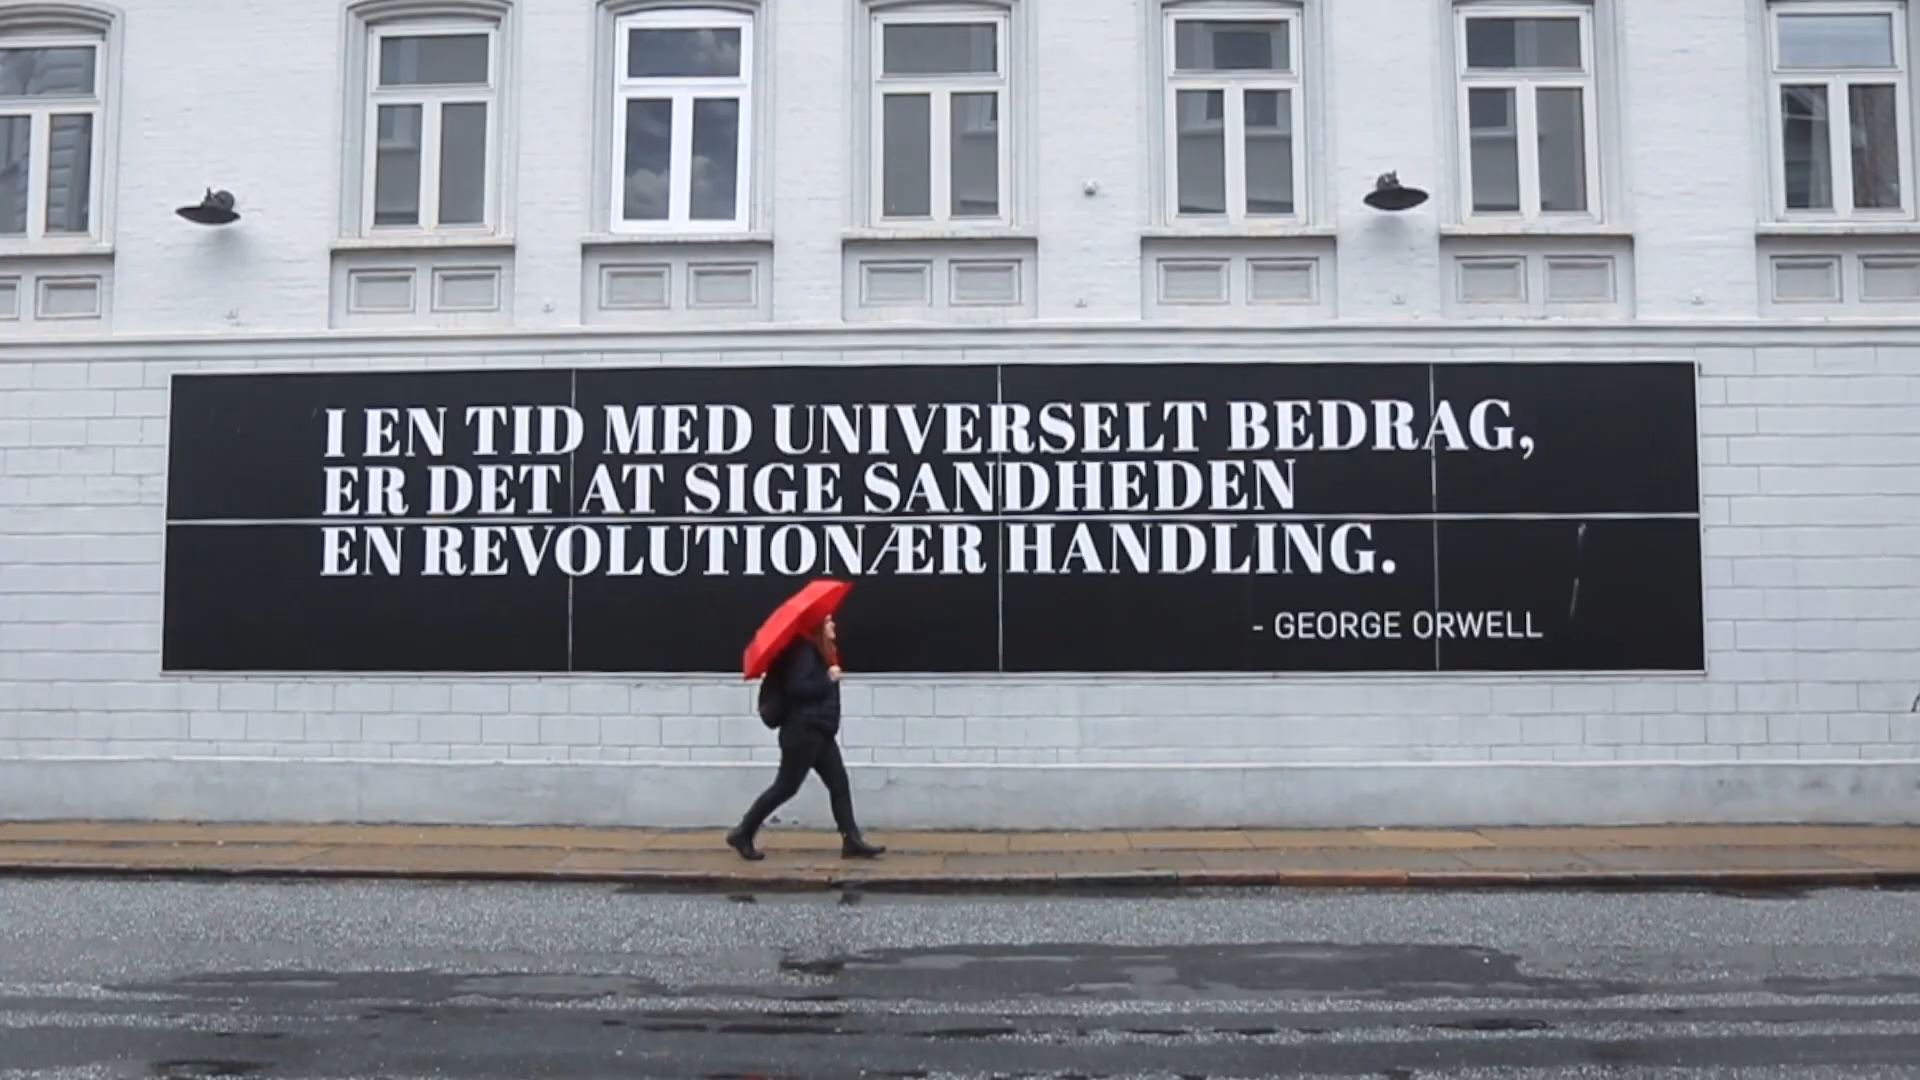 I EN TID MED UNIVERSELT BEDRAG,
ER DET AT SIGE SANDHEDEN
EN REVOLUTIONÆR HANDLING.
- GEORGE ORWELL